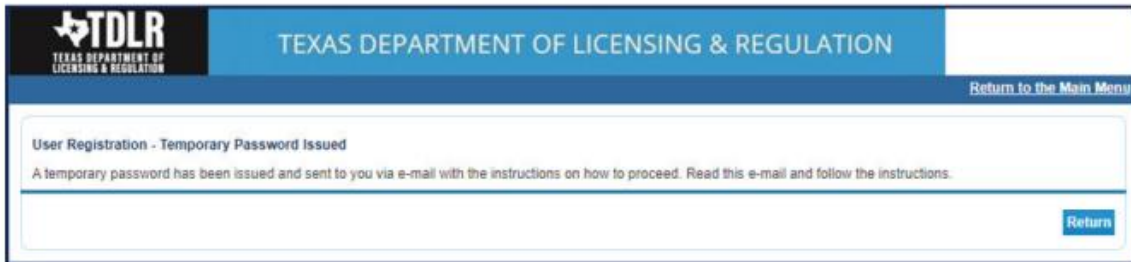 TDLR
TEXAS DEPARTMENT OF
LICENSING & REGULATION
TEXAS DEPARTMENT OF LICENSING & REGULATION
Return to the Main Menu
User Registration - Temporary Password Issued
A temporary password has been issued and sent to you via e-mail with the instructions on how to proceed. Read this e-mail and follow the instructions.
Return